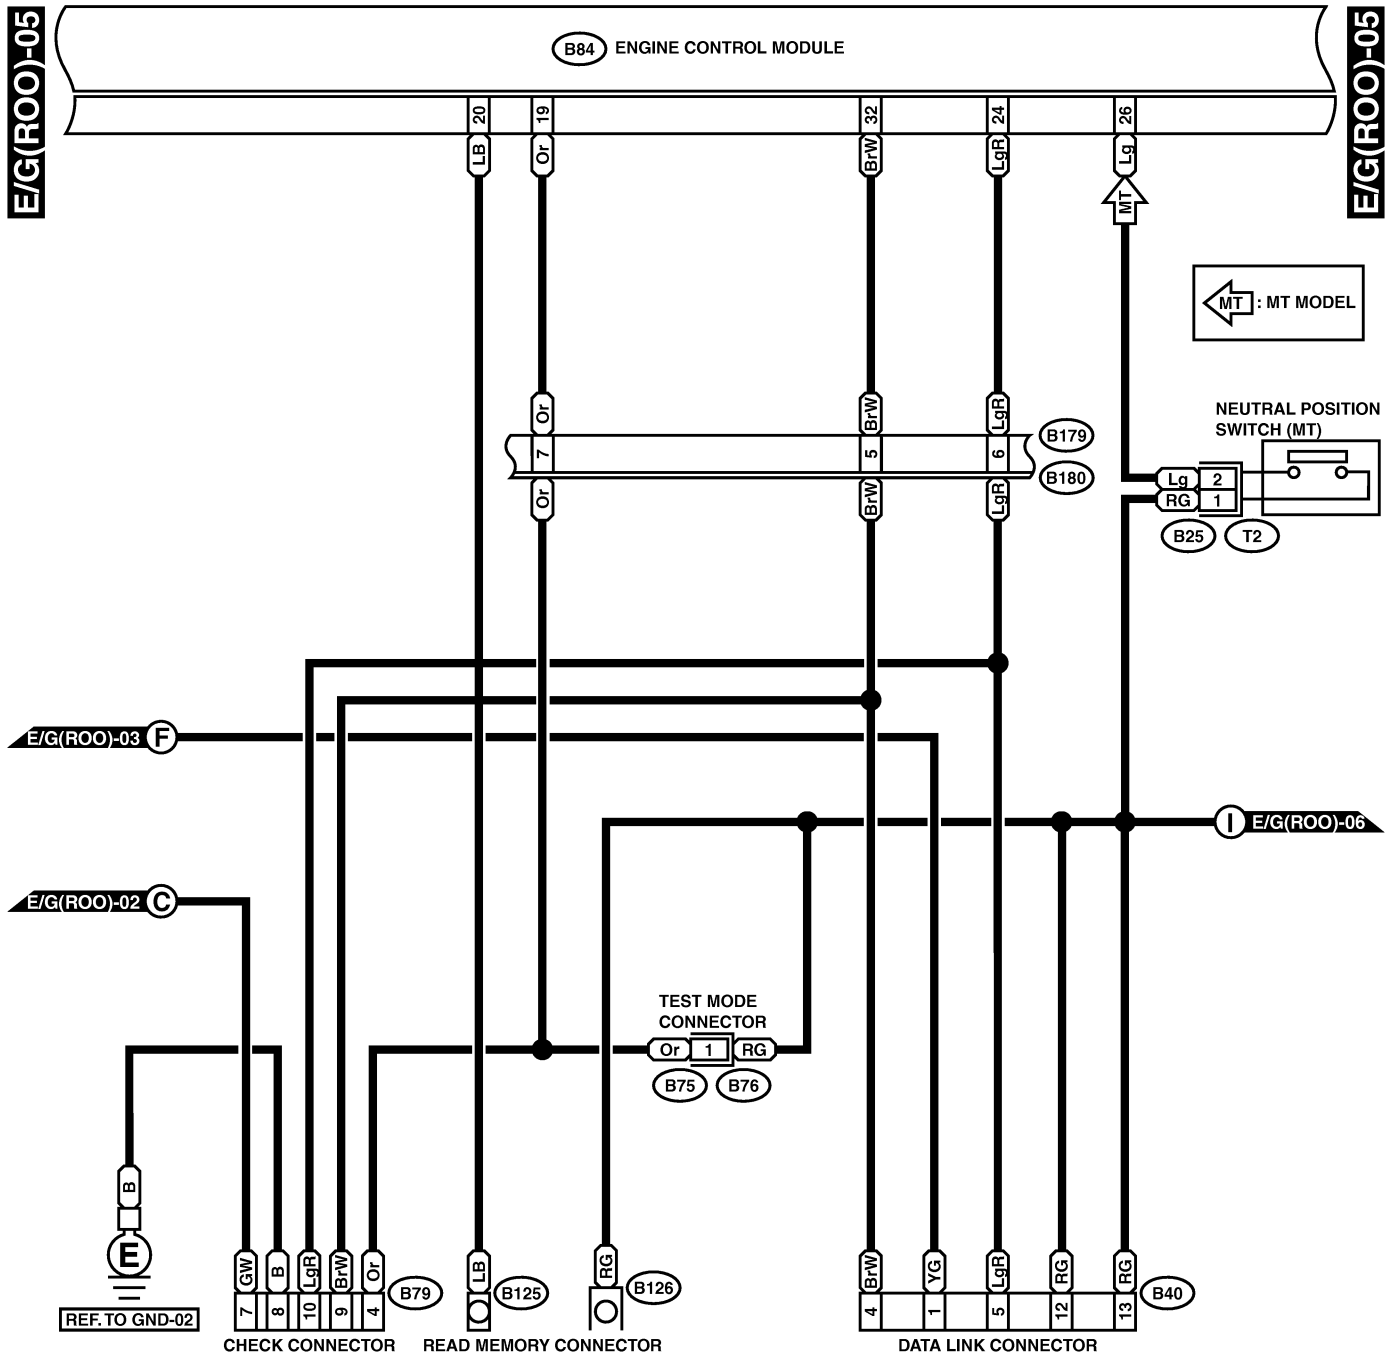 E/G(ROO)-05
E/G(ROO)-05
B84 ENGINE CONTROL MODULE
20 19 32 24 26
LB Or BrW LgR Lg
MT
MT : MT MODEL
NEUTRAL POSITION
SWITCH (MT)
Or BrW LgR
B179
7 5 6
B180
Or BrW LgR
Lg 2
RG 1
B25 T2
E/G(ROO)-03 F
I E/G(ROO)-06
E/G(ROO)-02 C
TEST MODE
CONNECTOR
Or 1 RG
B75 B76
B
E
REF. TO GND-02
GW B LgR BrW Or
B79
7 8 10 9 4
CHECK CONNECTOR
LB
B125
RG
B126
READ MEMORY CONNECTOR
BrW YG LgR RG RG
B40
4 1 5 12 13
DATA LINK CONNECTOR